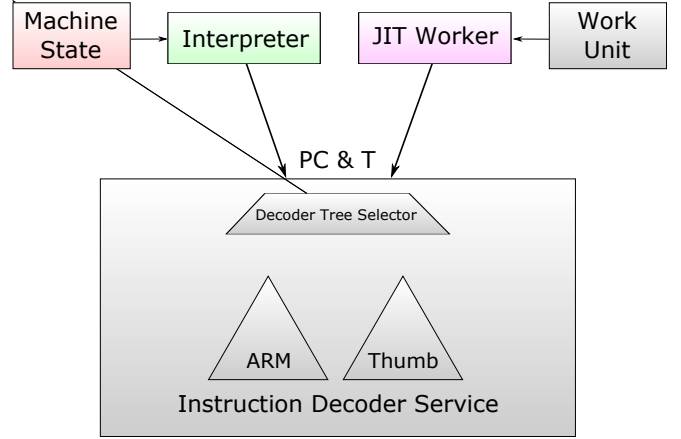 Machine
State
Interpreter
JIT Worker
Work
Unit
PC & T
Decoder Tree Selector
ARM
Thumb
Instruction Decoder Service